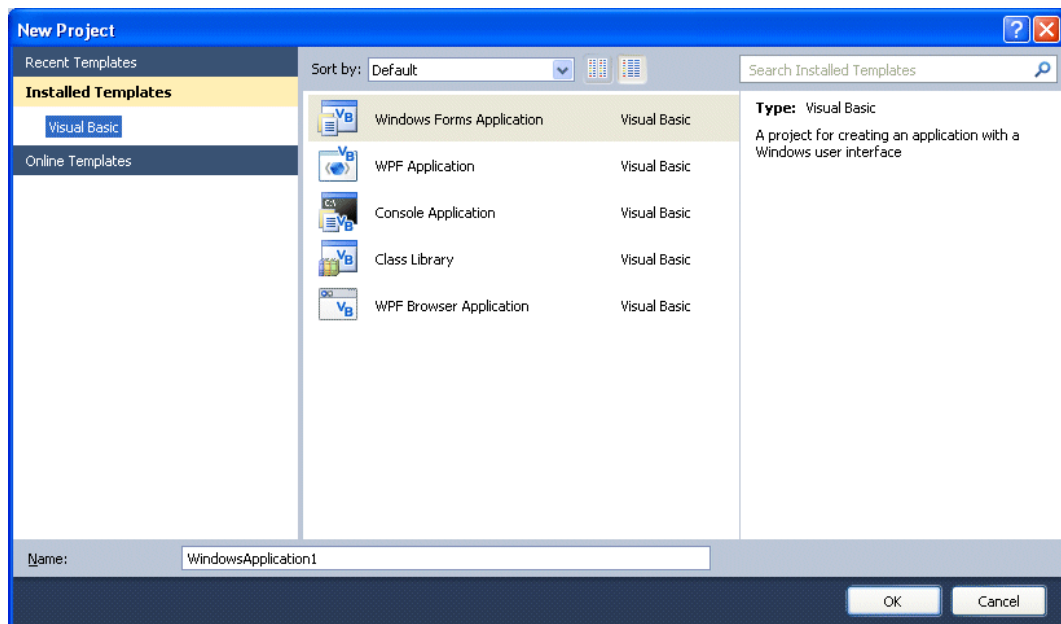 New Project
Recent Templates
Installed Templates
Visual Basic
Online Templates
Sort by: Default
Search Installed Templates
Windows Forms Application Visual Basic
WPF Application Visual Basic
Console Application Visual Basic
Class Library Visual Basic
WPF Browser Application Visual Basic
Type: Visual Basic
A project for creating an application with a
Windows user interface
Name: WindowsApplication1
OK Cancel